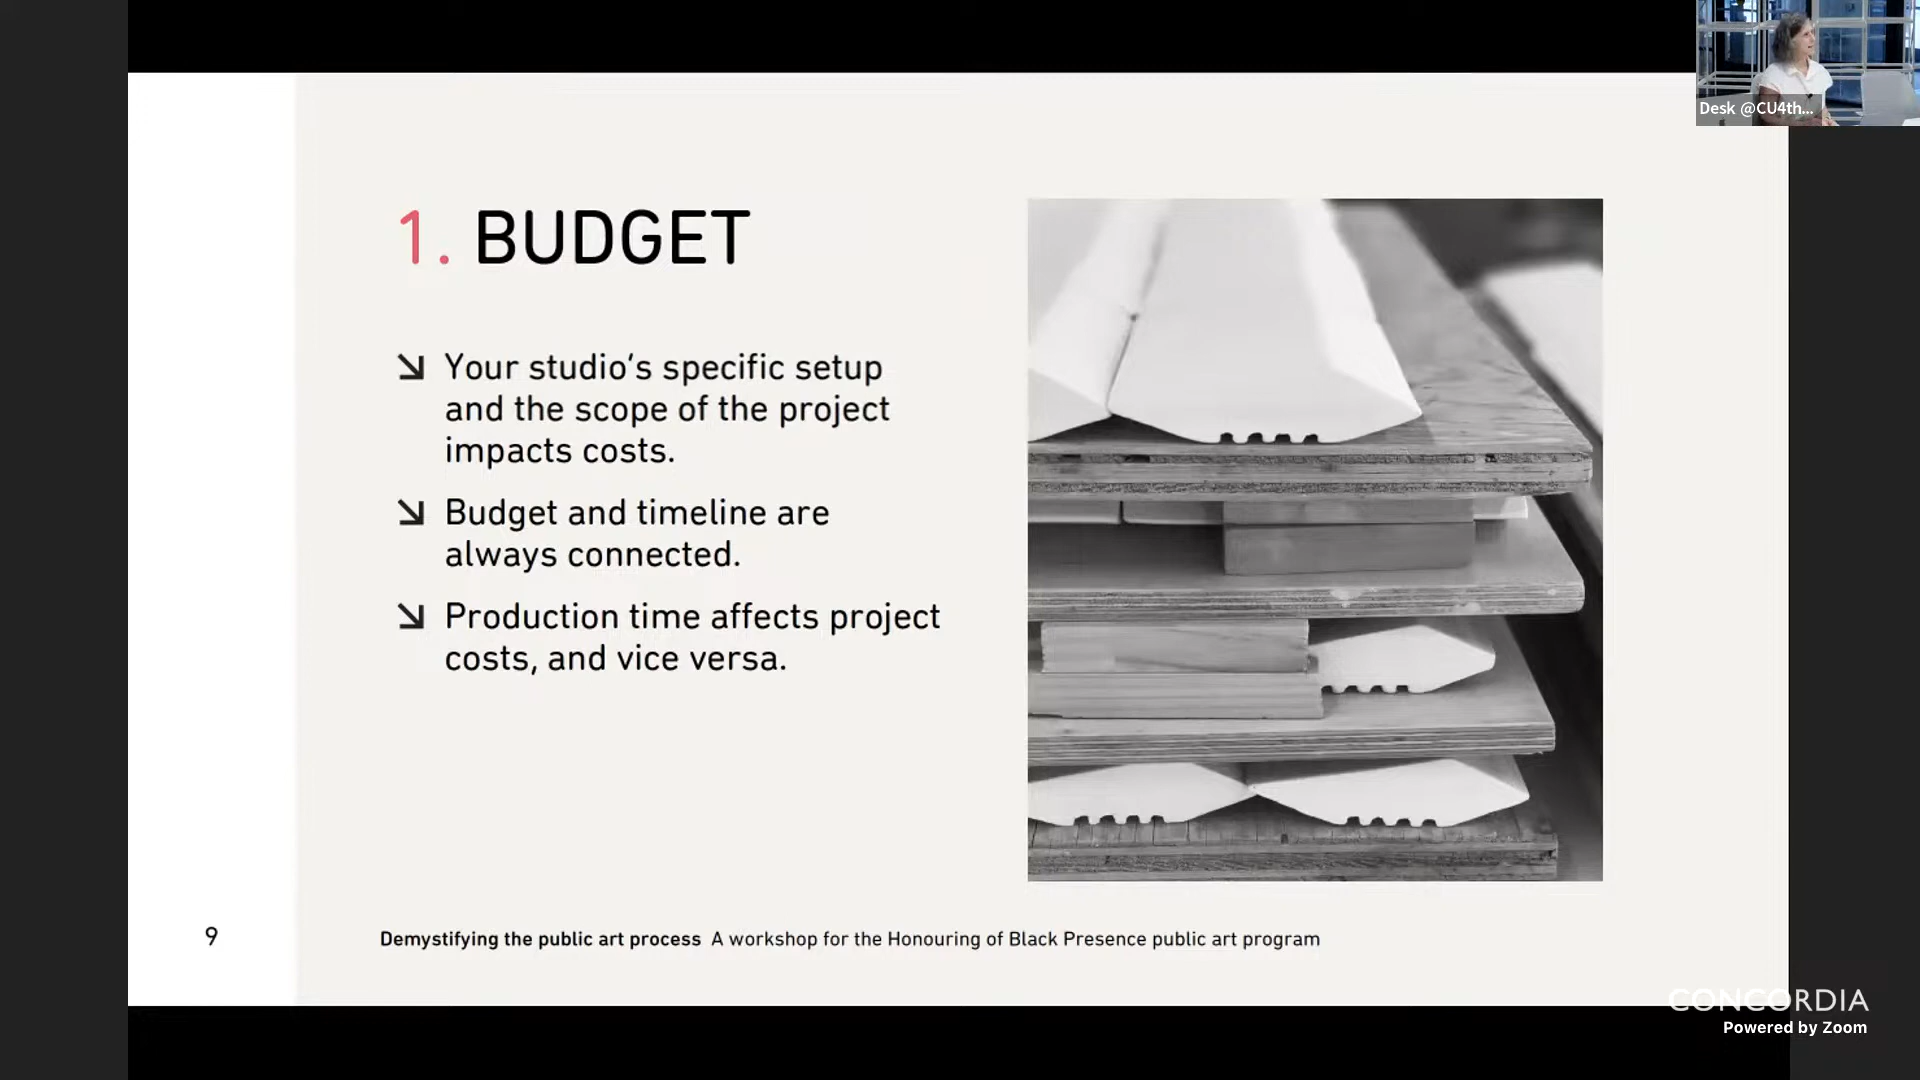 Desk @CU4th...
1. BUDGET
Your studio's specific setup
and the scope of the project
impacts costs.
Budget and timeline are
always connected.
Production time affects project
costs, and vice versa.
9
Demystifying the public art process A workshop for the Honouring of Black Presence public art program
CONCORDIA
Powered by Zoom